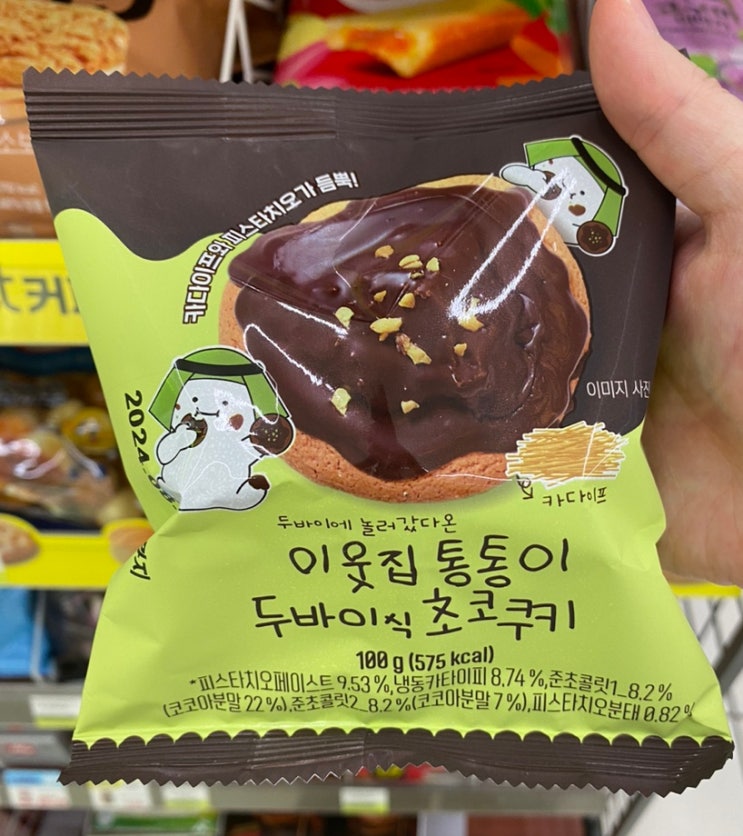 카다이프와피스타치오가 듬뿍!
이미지 사진
카다이프
두바이에 놀러갔다온
이웃집 통통이
두바이식 초코쿠키
100 g (575 kcal)
*피스타치오페이스트 9.53 %, 냉동카타이피 8.74 %, 준초콜릿1_8.2 %
(코코아분말 22 %), 준초콜릿2_8.2 %(코코아분말 7 %), 피스타치오분태 0.82 %
2024.